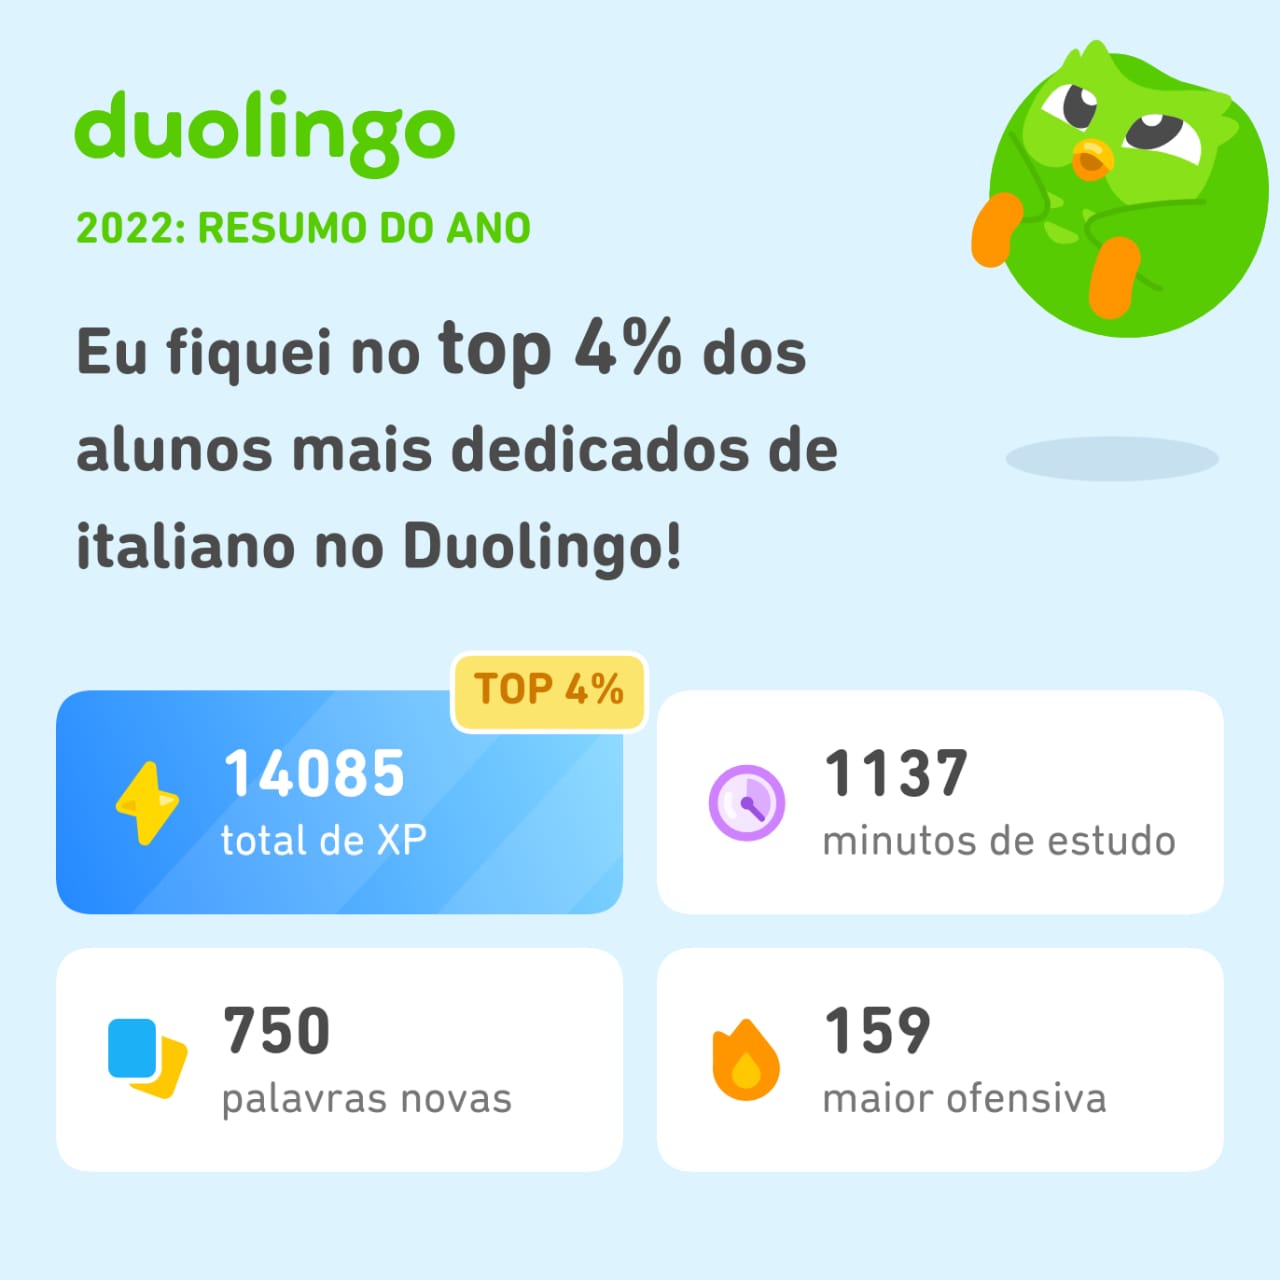 duolingo
2022: RESUMO DO ANO
Eu fiquei no top 4% dos
alunos mais dedicados de
italiano no Duolingo!
TOP 4%
14085
total de XP
1137
minutos de estudo
750
palavras novas
159
maior ofensiva